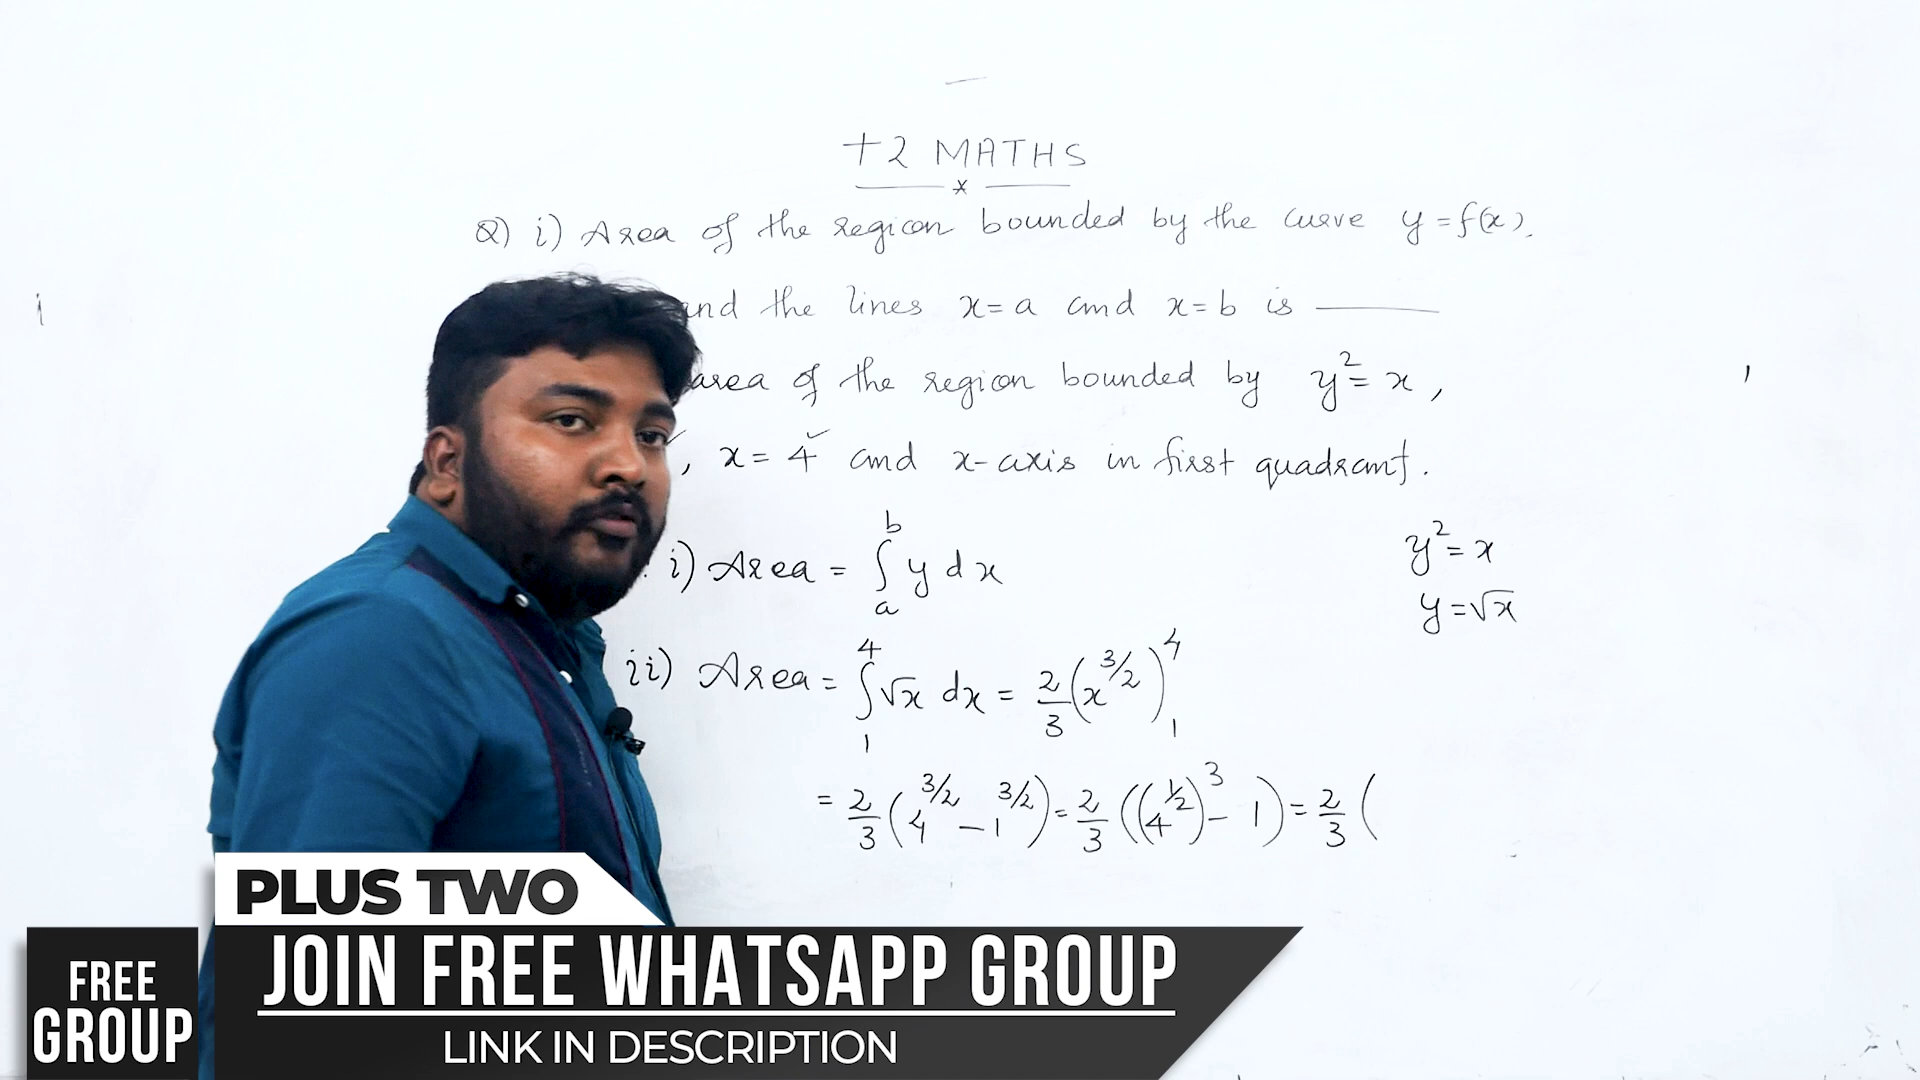 +2 MATHS
Q) i) Area of the region bounded by the curve y = f(x),
and the lines x = a and x = b is ———
area of the region bounded by y² = x,
, x = 4 and x-axis in first quadrant.
i) Area = ∫ₐᵇ y dx
y² = x
y = √x
ii) Area = ∫₁⁴ √x dx = 2/3 (x^3/2)₁⁴
= 2/3 (4^3/2 − 1^3/2) = 2/3 ((4^1/2)³ − 1) = 2/3 (
PLUS TWO
JOIN FREE WHATSAPP GROUP
LINK IN DESCRIPTION
FREE
GROUP